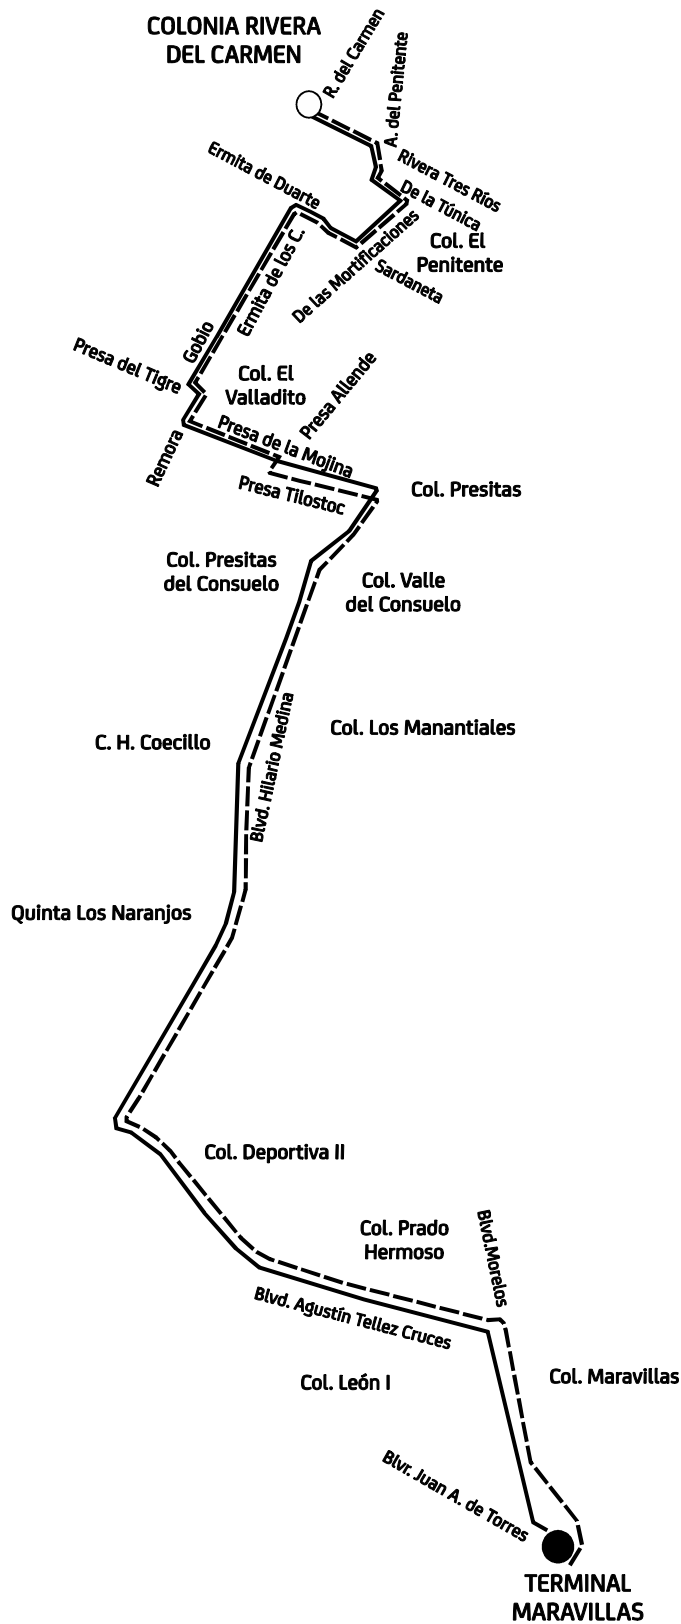 COLONIA RIVERA
DEL CARMEN
R. del Carmen
A. del Penitente
Rivera Tres Ríos
Ermita de Duarte
De la Túnica
Col. El
Penitente
De las Mortificaciones
Sardaneta
Ermita de los C.
Gobio
Presa del Tigre
Col. El
Valladito
Presa Allende
Remora
Presa de la Mojina
Presa Tilostoc
Col. Presitas
Col. Presitas
del Consuelo
Col. Valle
del Consuelo
Blvd. Hilario Medina
Col. Los Manantiales
C. H. Coecillo
Quinta Los Naranjos
Col. Deportiva II
Col. Prado
Hermoso
Blvd.Morelos
Blvd. Agustín Tellez Cruces
Col. León I
Col. Maravillas
Blvr. Juan A. de Torres
TERMINAL
MARAVILLAS